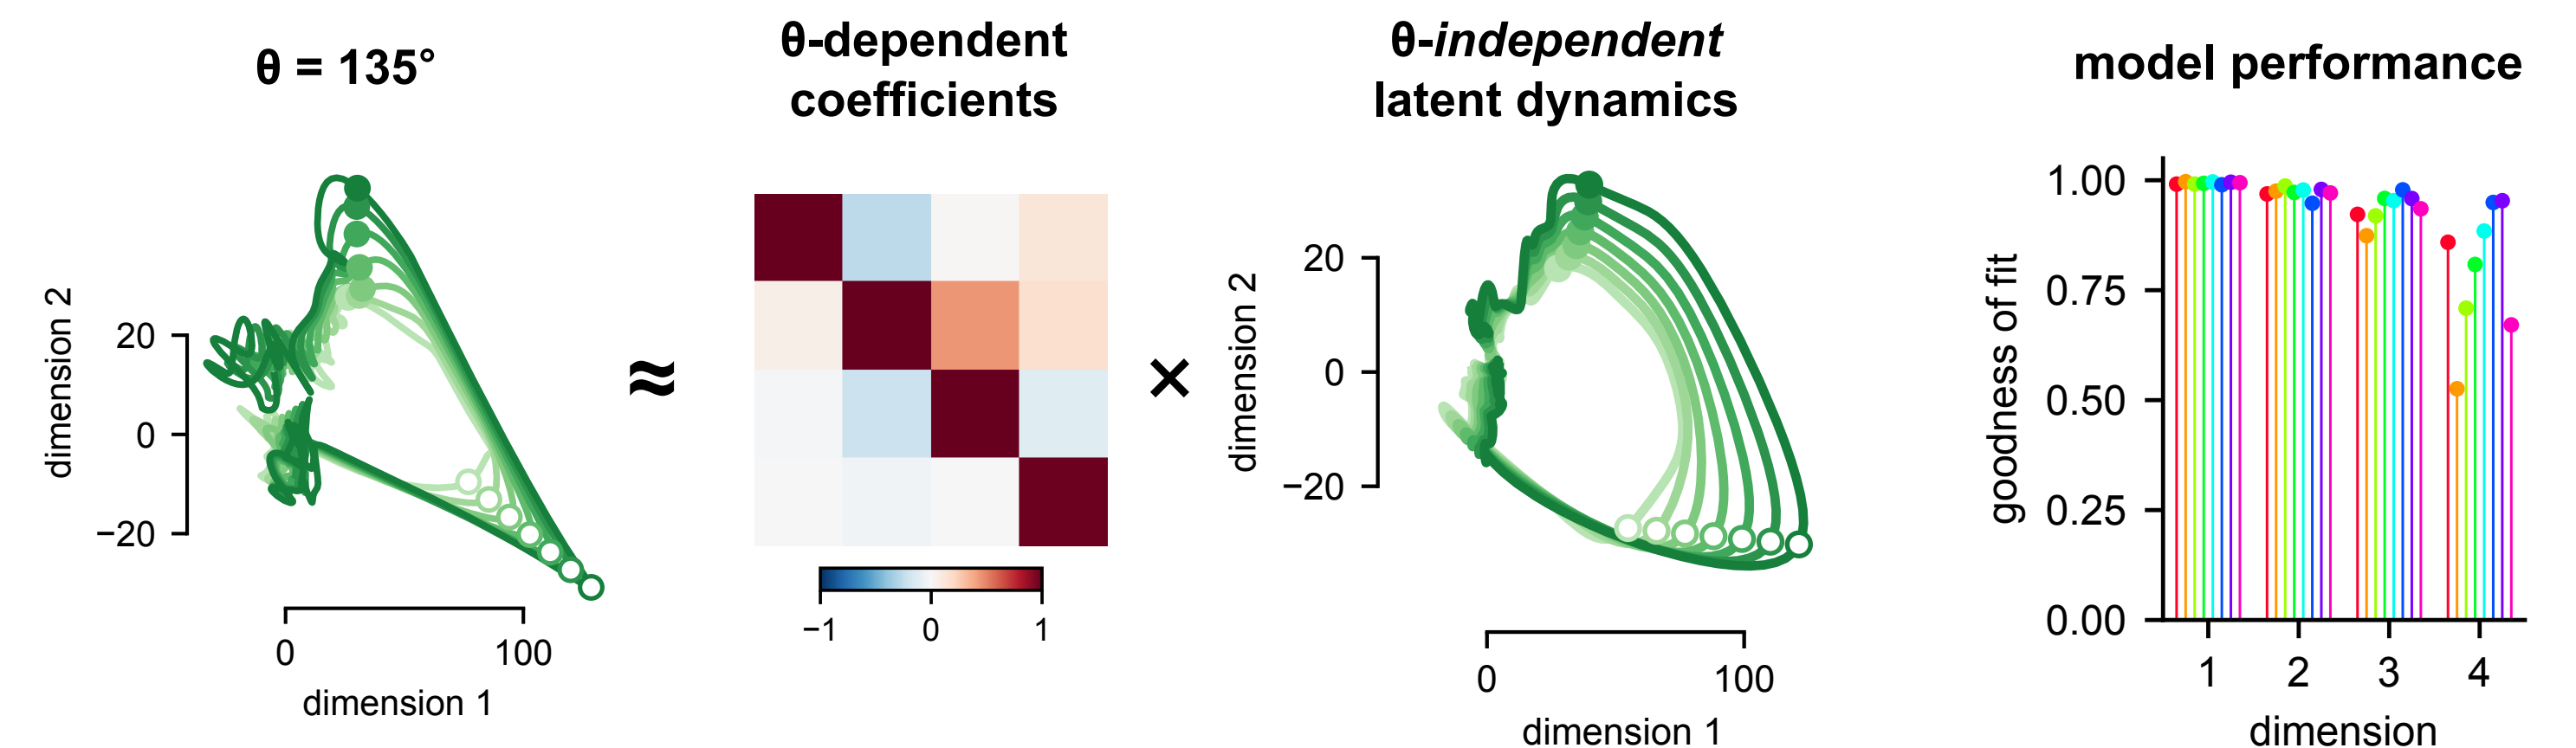 θ = 135°
dimension 2
20
0
−20
0
100
dimension 1
≈
θ-dependent
coefficients
−1
0
1
×
θ-independent
latent dynamics
dimension 2
20
0
−20
0
100
dimension 1
model performance
goodness of fit
1.00
0.75
0.50
0.25
0.00
1
2
3
4
dimension